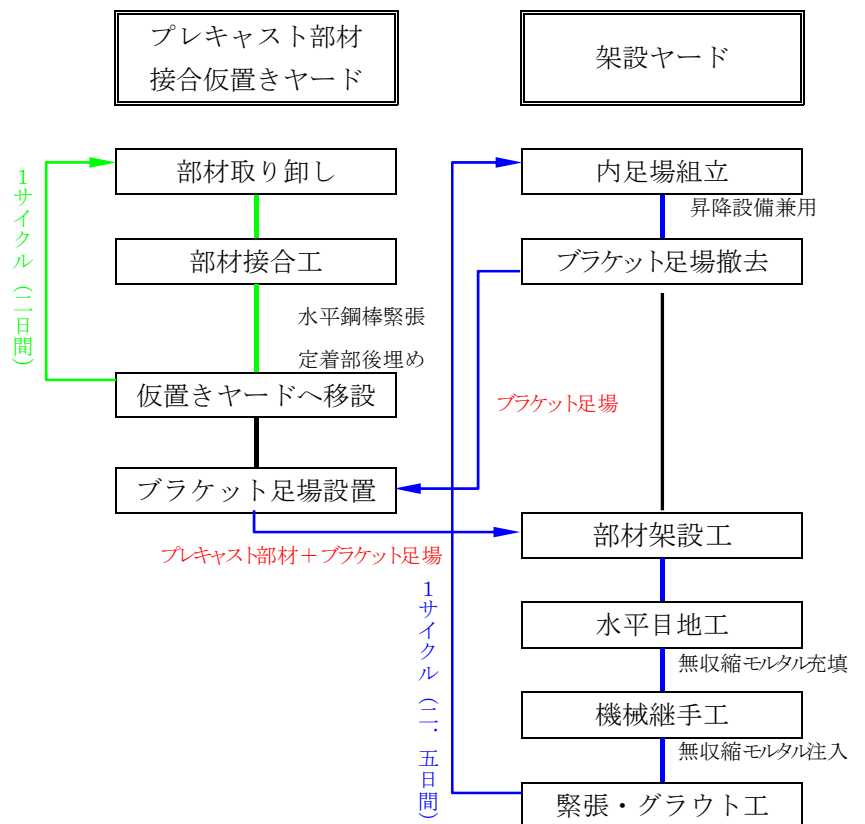 プレキャスト部材
接合仮置きヤード
架設ヤード
部材取り卸し
部材接合工
水平鋼棒緊張
定着部後埋め
仮置きヤードへ移設
ブラケット足場設置
1サイクル(二日間)
プレキャスト部材+ブラケット足場
内足場組立
昇降設備兼用
ブラケット足場撤去
ブラケット足場
部材架設工
水平目地工
無収縮モルタル充填
機械継手工
無収縮モルタル注入
緊張・グラウト工
1サイクル(二.五日間)